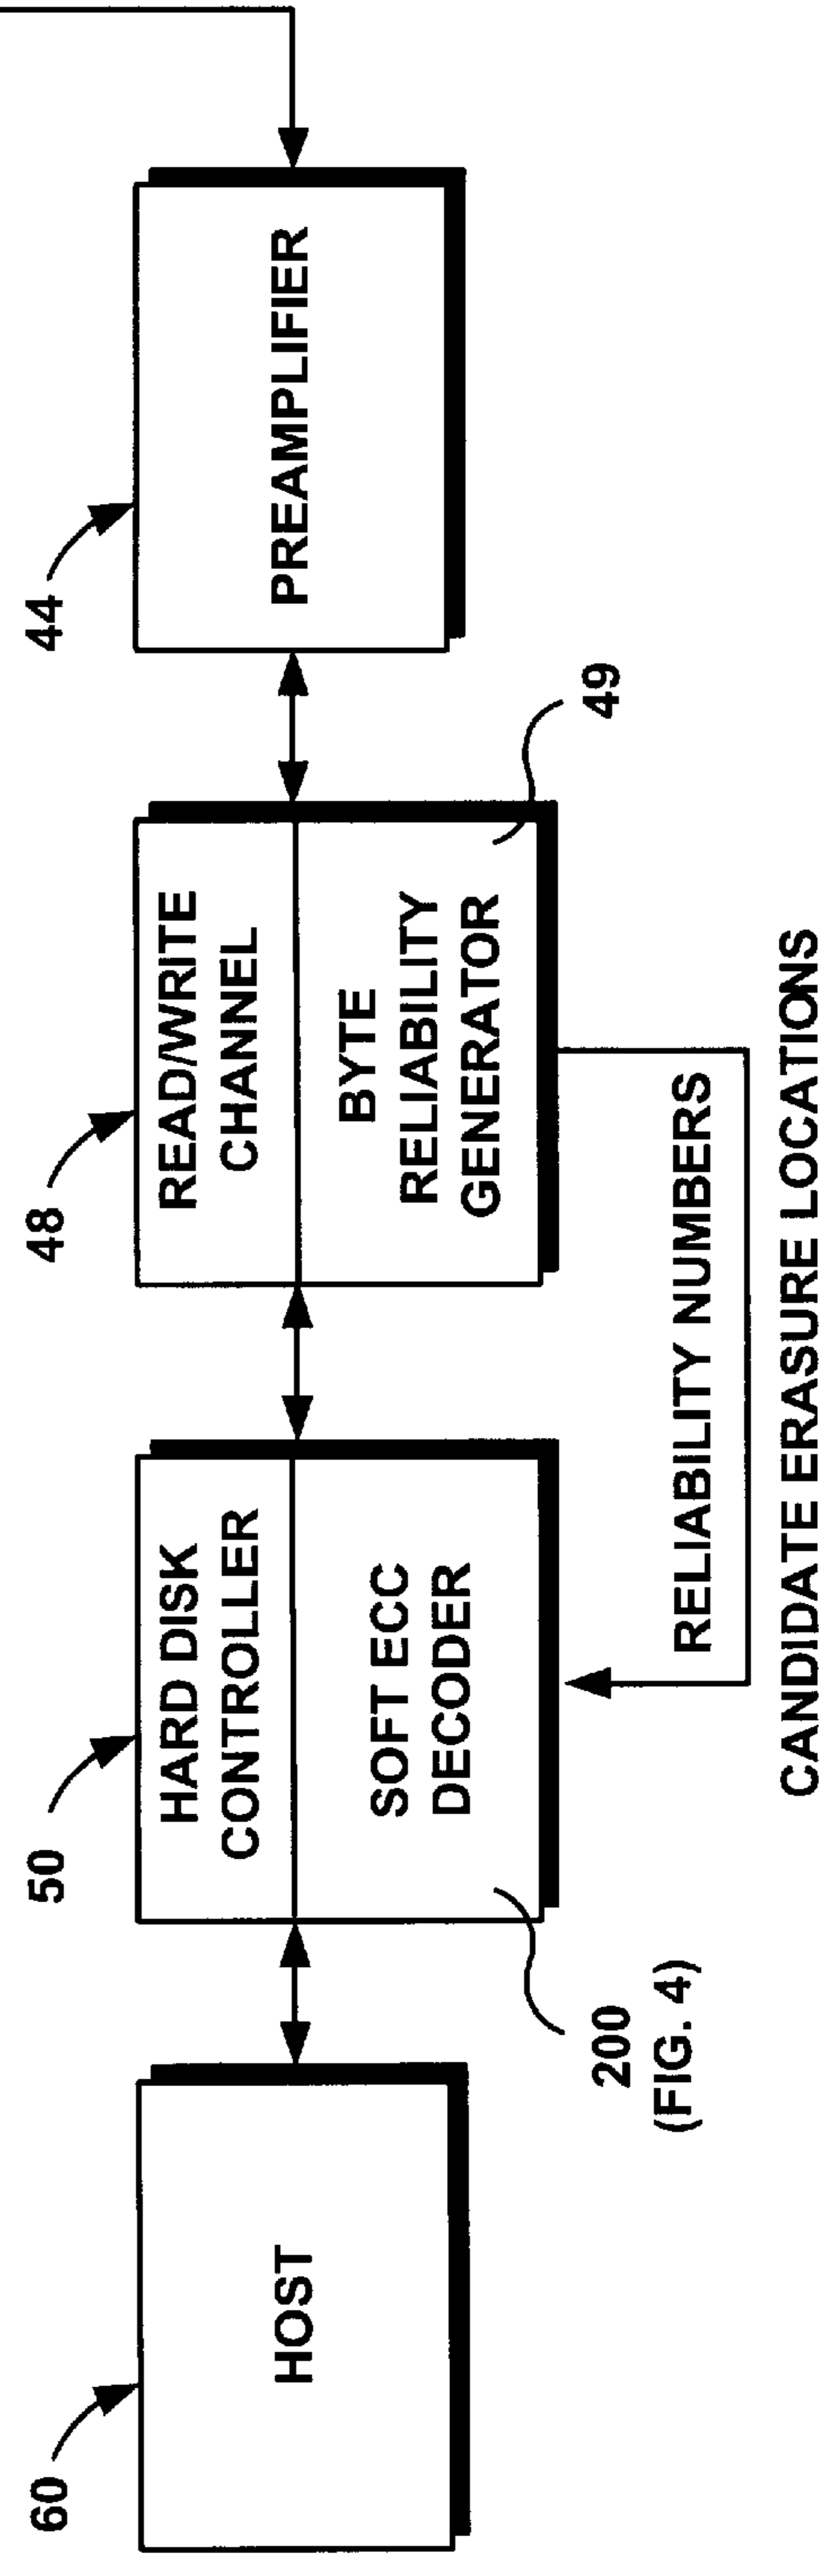 60
HOST
50
HARD DISK
CONTROLLER
SOFT ECC
DECODER
200
(FIG. 4)
48
READ/WRITE
CHANNEL
BYTE
RELIABILITY
GENERATOR
49
44
PREAMPLIFIER
RELIABILITY NUMBERS
CANDIDATE ERASURE LOCATIONS